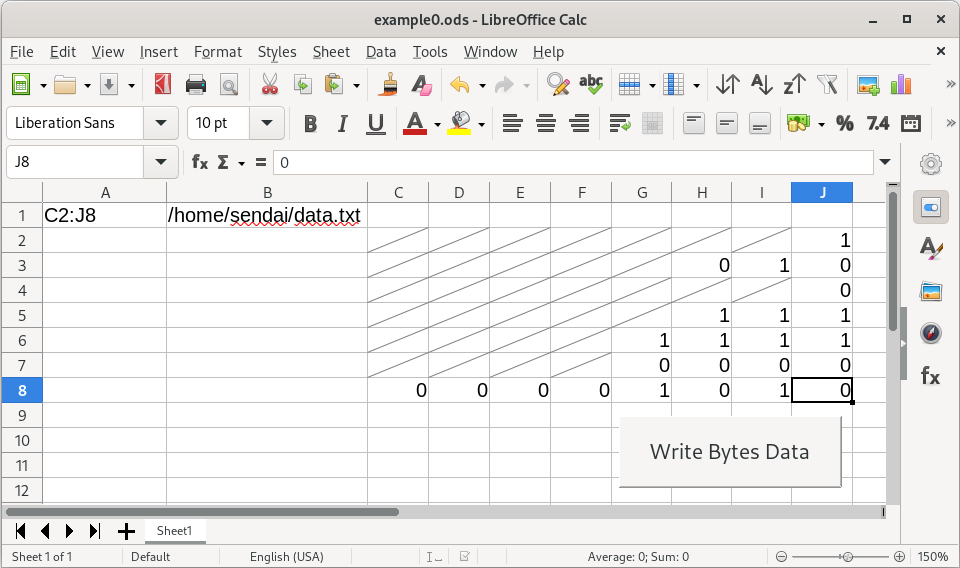 example0.ods - LibreOffice Calc
File Edit View Insert Format Styles Sheet Data Tools Window Help
abc
Liberation Sans 10 pt B I U A % 7.4
J8 fx Σ = 0
A B C D E F G H I J
1 C2:J8 /home/sendai/data.txt
2 1
3 0 1 0
4 0
5 1 1 1
6 1 1 1 1
7 0 0 0 0
8 0 0 0 0 1 0 1 0
9
10
Write Bytes Data
11
12
Sheet1
Sheet 1 of 1 Default English (USA) Average: 0; Sum: 0 150%